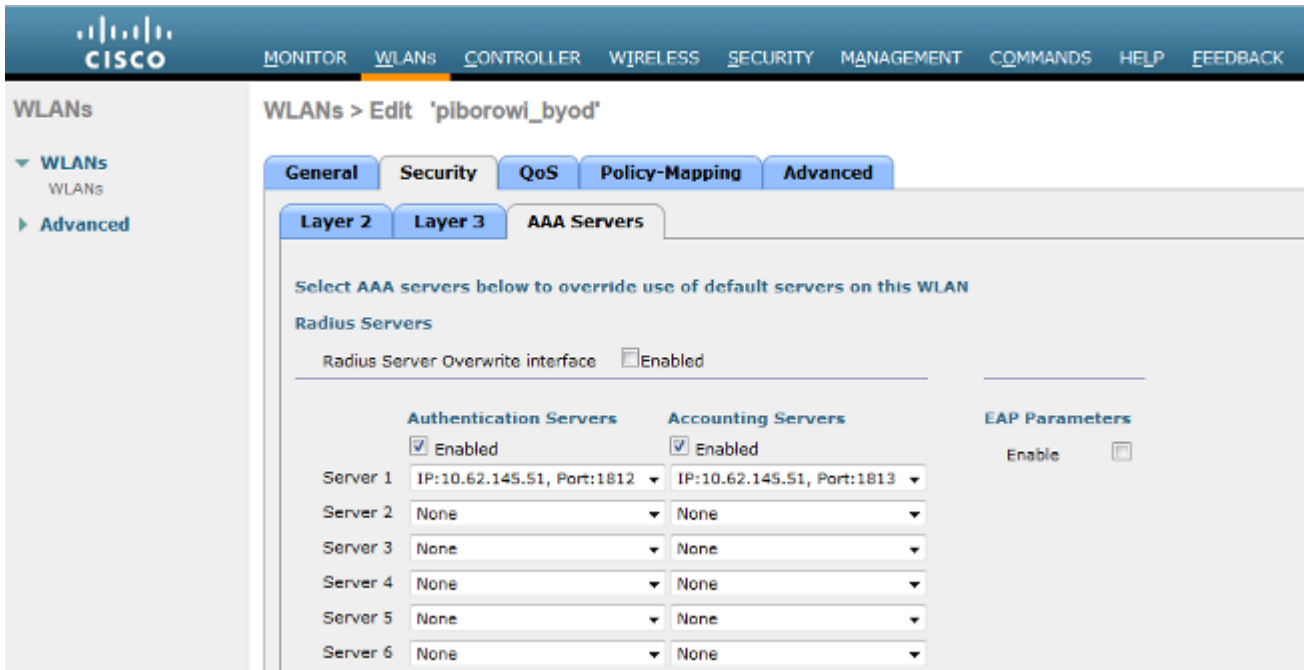 CISCO
MONITOR WLANs CONTROLLER WIRELESS SECURITY MANAGEMENT COMMANDS HELP FEEDBACK
WLANs
WLANs
WLANs
Advanced
WLANs > Edit 'piborowi_byod'
General Security QoS Policy-Mapping Advanced
Layer 2 Layer 3 AAA Servers
Select AAA servers below to override use of default servers on this WLAN
Radius Servers
Radius Server Overwrite interface Enabled
Authentication Servers Accounting Servers EAP Parameters
Enabled Enabled Enable
Server 1 IP:10.62.145.51, Port:1812 IP:10.62.145.51, Port:1813
Server 2 None None
Server 3 None None
Server 4 None None
Server 5 None None
Server 6 None None